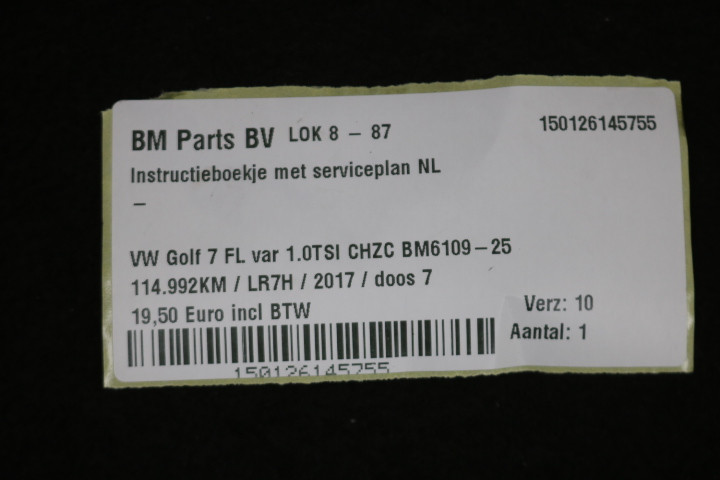 BM Parts BV LOK 8 - 87 150126145755
Instructieboekje met serviceplan NL
-
VW Golf 7 FL var 1.0TSI CHZC BM6109-25
114.992KM / LR7H / 2017 / doos 7
19,50 Euro incl BTW
Verz: 10
Aantal: 1
150126145755